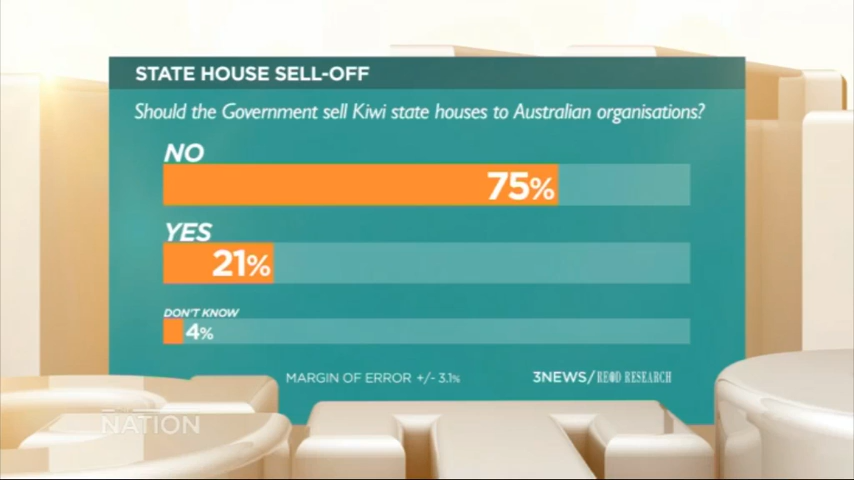 STATE HOUSE SELL-OFF
Should the Government sell Kiwi state houses to Australian organisations?
NO
75%
YES
21%
DON'T KNOW
4%
MARGIN OF ERROR +/- 3.1%
3NEWS/REID RESEARCH
NATION